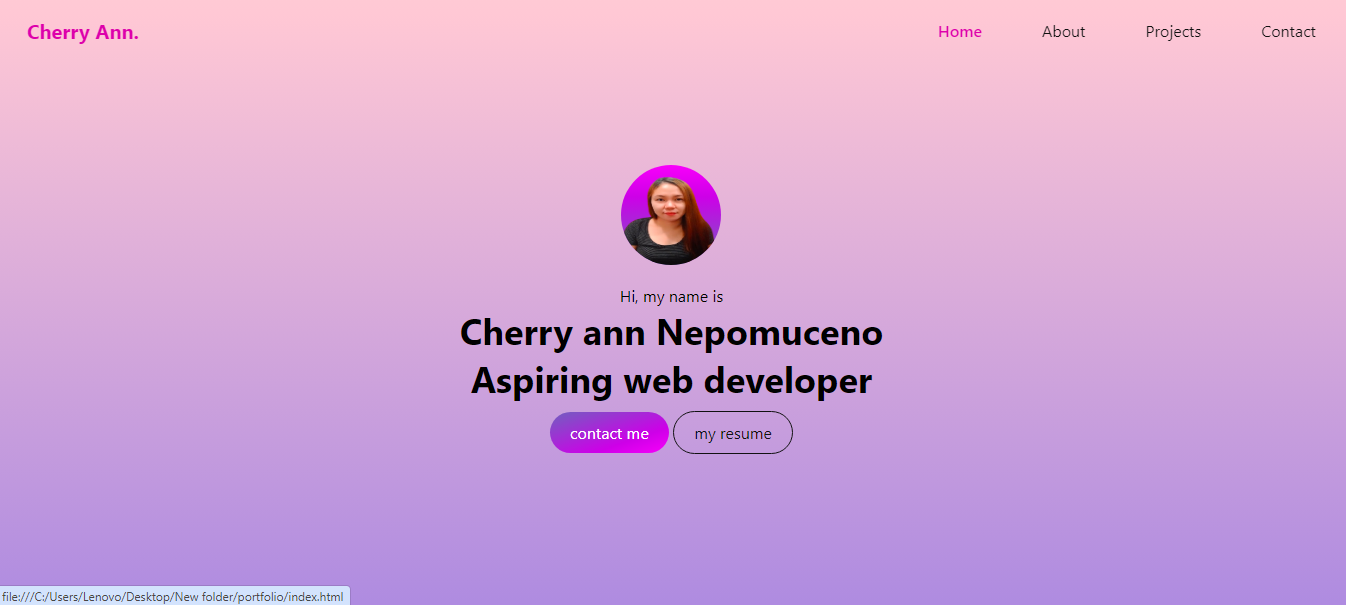 Cherry Ann.
Home About Projects Contact
Hi, my name is
Cherry ann Nepomuceno
Aspiring web developer
contact me my resume
file:///C:/Users/Lenovo/Desktop/New folder/portfolio/index.html